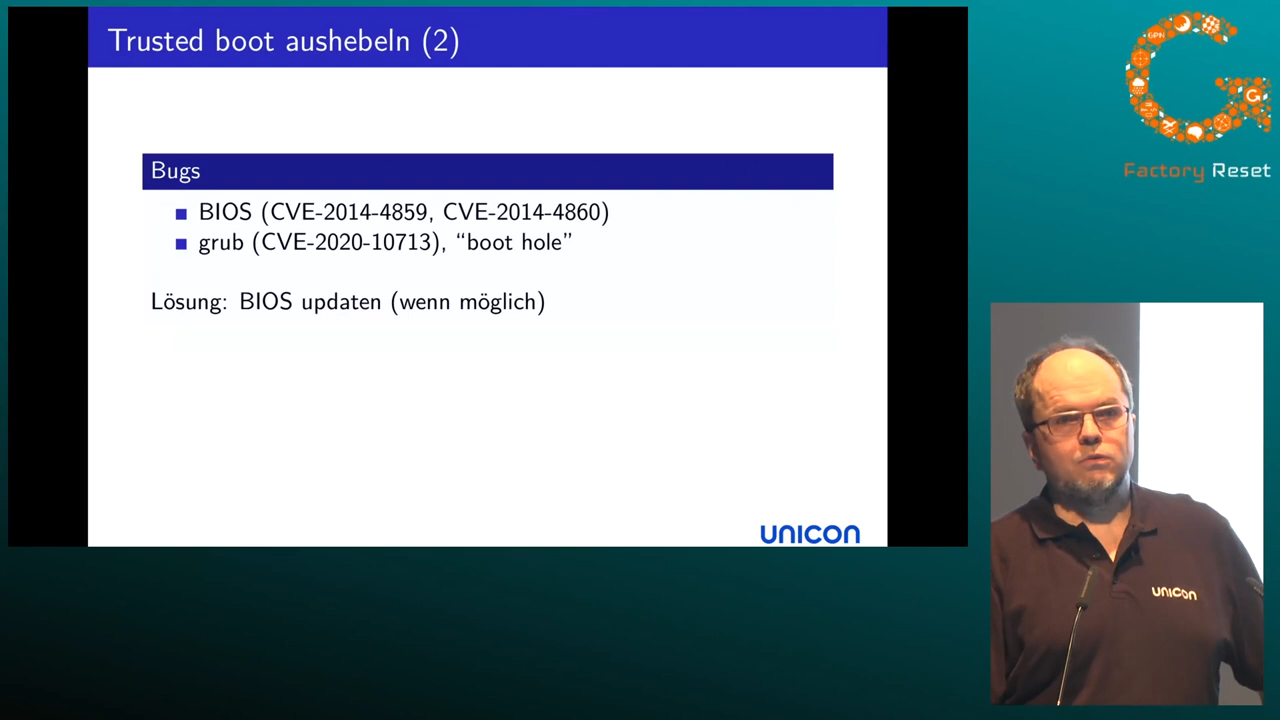 Trusted boot aushebeln (2)
Bugs
BIOS (CVE-2014-4859, CVE-2014-4860)
grub (CVE-2020-10713), “boot hole”
Lösung: BIOS updaten (wenn möglich)
UNICON
GPN
Factory Reset
UNICON